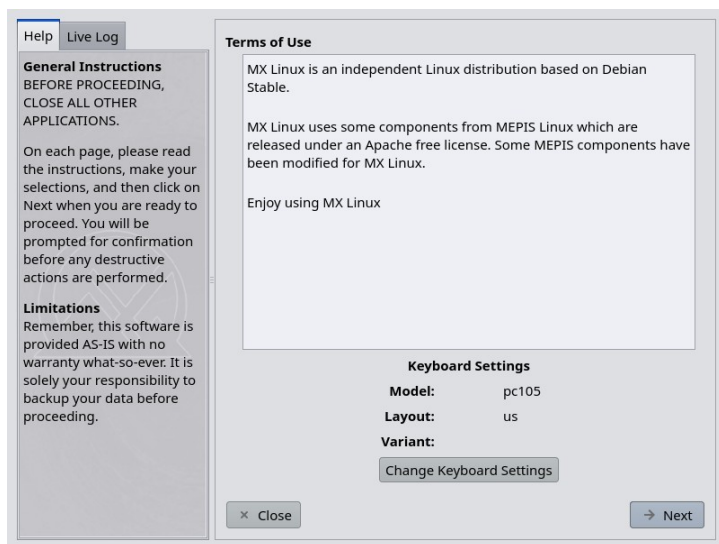 Help
Live Log
General Instructions
BEFORE PROCEEDING,
CLOSE ALL OTHER
APPLICATIONS.
On each page, please read
the instructions, make your
selections, and then click on
Next when you are ready to
proceed. You will be
prompted for confirmation
before any destructive
actions are performed.
Limitations
Remember, this software is
provided AS-IS with no
warranty what-so-ever. It is
solely your responsibility to
backup your data before
proceeding.
Terms of Use
MX Linux is an independent Linux distribution based on Debian
Stable.
MX Linux uses some components from MEPIS Linux which are
released under an Apache free license. Some MEPIS components have
been modified for MX Linux.
Enjoy using MX Linux
Keyboard Settings
Model: pc105
Layout: us
Variant:
Change Keyboard Settings
Close
Next